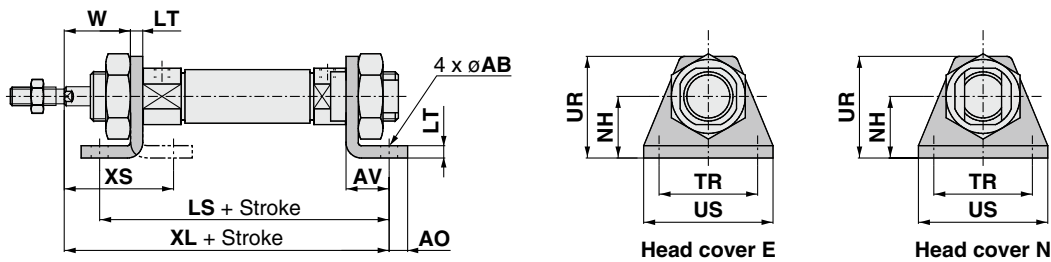 W
LT
4 x øAB
LT
XS
AV
LS + Stroke
XL + Stroke
AO
UR
NH
TR
US
Head cover E
UR
NH
TR
US
Head cover N